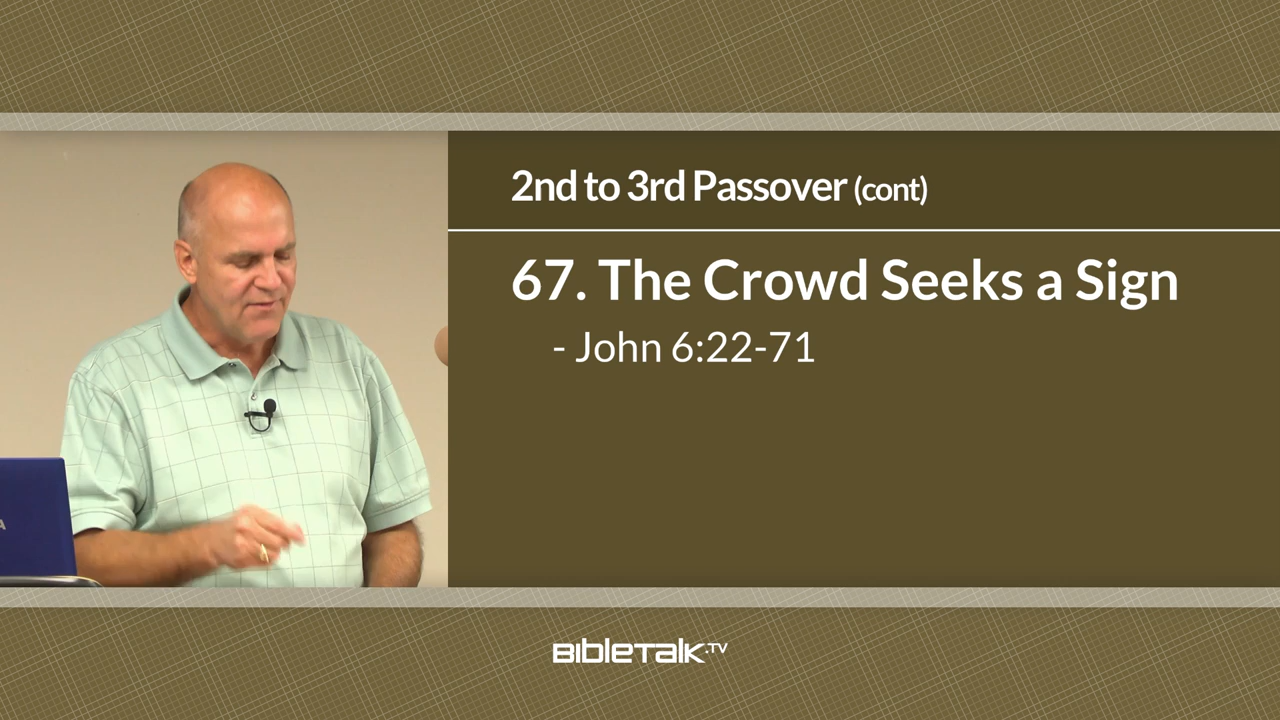 2nd to 3rd Passover (cont)
67. The Crowd Seeks a Sign
- John 6:22-71
A
BibleTalk.TV